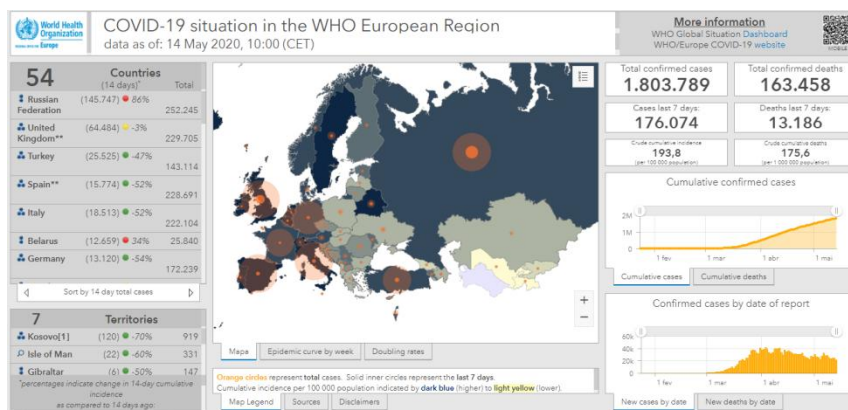 World Health
Organization
Europe
COVID-19 situation in the WHO European Region
data as of: 14 May 2020, 10:00 (CET)
More information
WHO Global Situation Dashboard
WHO/Europe COVID-19 website
MOBILE
54 Countries
(14 days)* Total
Russian Federation (145.747) 86% 252.245
United Kingdom** (64.484) -3% 229.705
Turkey (25.525) -47% 143.114
Spain** (15.774) -52% 228.691
Italy (18.513) -52% 222.104
Belarus (12.659) 34% 25.840
Germany (13.120) -54% 172.239
Sort by 14 day total cases
7 Territories
Kosovo[1] (120) -70% 919
Isle of Man (22) -60% 331
Gibraltar (6) -50% 147
*percentages indicate change in 14-day cumulative
incidence
as compared to 14 days ago:
Mapa
Epidemic curve by week
Doubling rates
Orange circles represent total cases. Solid inner circles represent the last 7 days.
Cumulative incidence per 100 000 population indicated by dark blue (higher) to light yellow (lower).
Map Legend
Sources
Disclaimers
+
−
Total confirmed cases
1.803.789
Total confirmed deaths
163.458
Cases last 7 days:
176.074
Deaths last 7 days:
13.186
Crude cumulative incidence
193,8
(per 100 000 population)
Crude cumulative deaths
175,6
(per 1 000 000 population)
Cumulative confirmed cases
2M
1M
0
1 fev
1 mar
1 abr
1 mai
Cumulative cases
Cumulative deaths
Confirmed cases by date of report
60k
40k
20k
0
1 fev
1 mar
1 abr
1 mai
New cases by date
New deaths by date